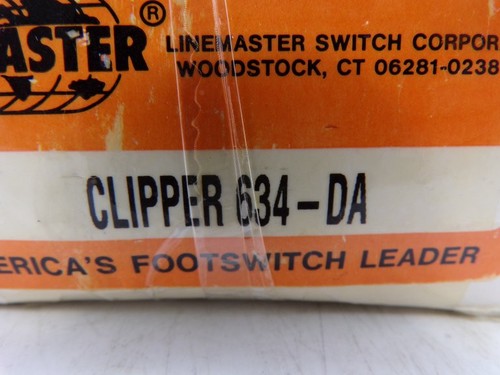 ASTER®
LINEMASTER SWITCH CORPOR
WOODSTOCK, CT 06281-0238
CLIPPER 634-DA
ERICA'S FOOTSWITCH LEADER